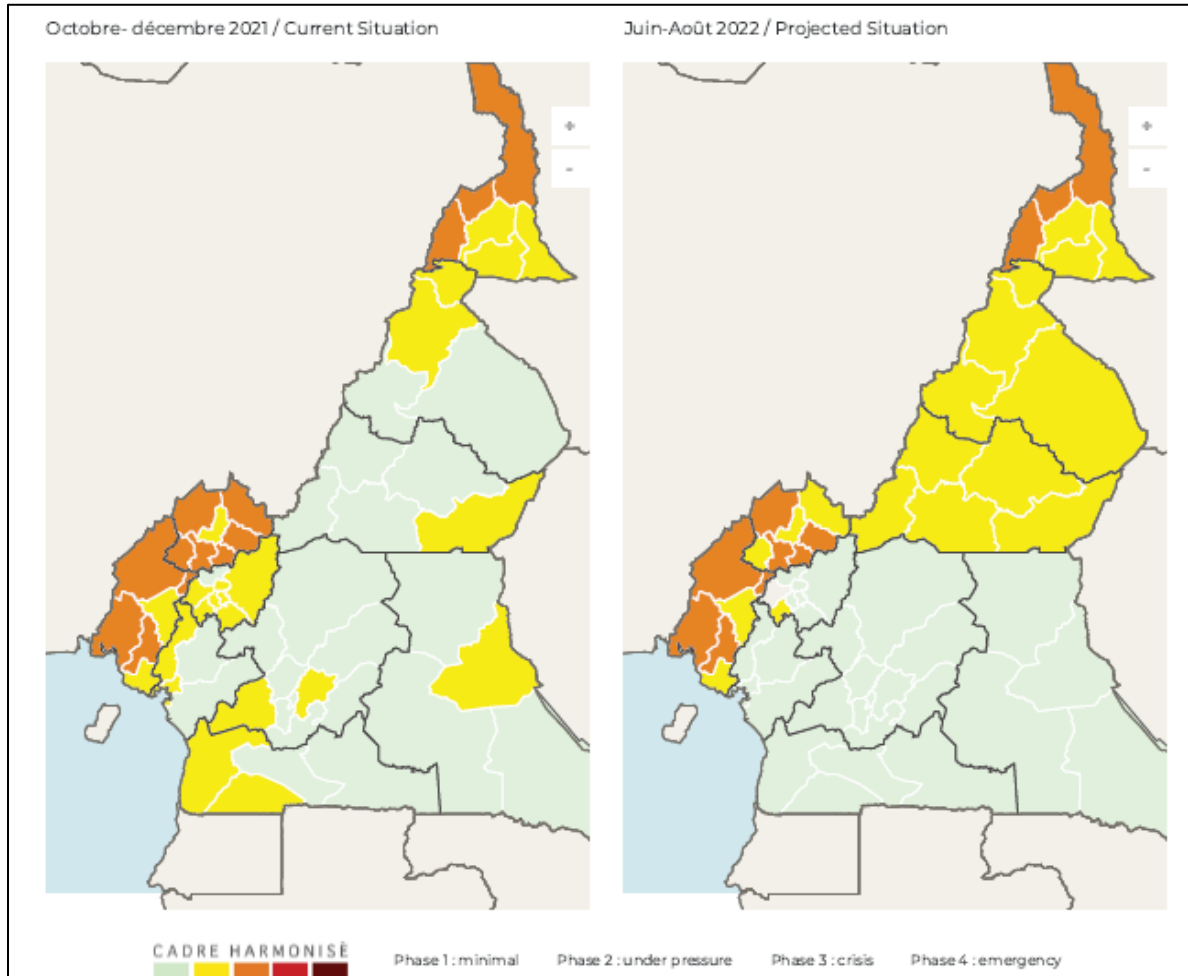 Octobre- décembre 2021 / Current Situation
Juin-Août 2022 / Projected Situation
+
-
+
-
CADRE HARMONISÈ
Phase 1 : minimal
Phase 2 : under pressure
Phase 3 : crisis
Phase 4 : emergency